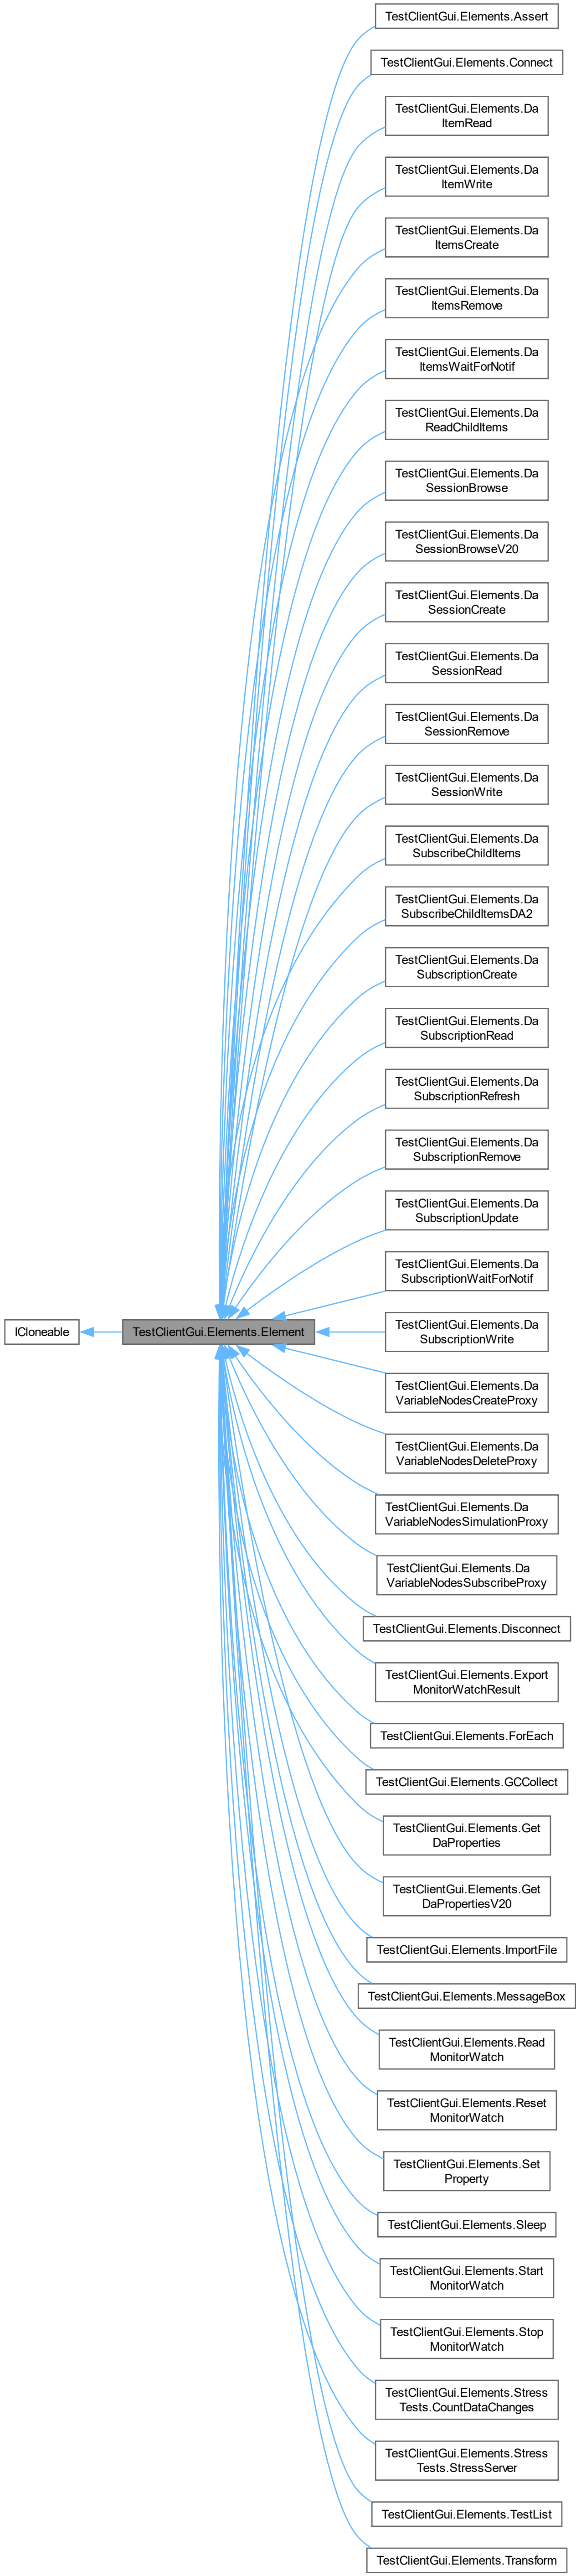 TestClientGui.Elements.Assert
TestClientGui.Elements.Connect
TestClientGui.Elements.Da
ItemRead
TestClientGui.Elements.Da
ItemWrite
TestClientGui.Elements.Da
ItemsCreate
TestClientGui.Elements.Da
ItemsRemove
TestClientGui.Elements.Da
ItemsWaitForNotif
TestClientGui.Elements.Da
ReadChildItems
TestClientGui.Elements.Da
SessionBrowse
TestClientGui.Elements.Da
SessionBrowseV20
TestClientGui.Elements.Da
SessionCreate
TestClientGui.Elements.Da
SessionRead
TestClientGui.Elements.Da
SessionRemove
TestClientGui.Elements.Da
SessionWrite
TestClientGui.Elements.Da
SubscribeChildItems
TestClientGui.Elements.Da
SubscribeChildItemsDA2
TestClientGui.Elements.Da
SubscriptionCreate
TestClientGui.Elements.Da
SubscriptionRead
TestClientGui.Elements.Da
SubscriptionRefresh
TestClientGui.Elements.Da
SubscriptionRemove
TestClientGui.Elements.Da
SubscriptionUpdate
TestClientGui.Elements.Da
SubscriptionWaitForNotif
ICloneable
TestClientGui.Elements.Element
TestClientGui.Elements.Da
SubscriptionWrite
TestClientGui.Elements.Da
VariableNodesCreateProxy
TestClientGui.Elements.Da
VariableNodesDeleteProxy
TestClientGui.Elements.Da
VariableNodesSimulationProxy
TestClientGui.Elements.Da
VariableNodesSubscribeProxy
TestClientGui.Elements.Disconnect
TestClientGui.Elements.Export
MonitorWatchResult
TestClientGui.Elements.ForEach
TestClientGui.Elements.GCCollect
TestClientGui.Elements.Get
DaProperties
TestClientGui.Elements.Get
DaPropertiesV20
TestClientGui.Elements.ImportFile
TestClientGui.Elements.MessageBox
TestClientGui.Elements.Read
MonitorWatch
TestClientGui.Elements.Reset
MonitorWatch
TestClientGui.Elements.Set
Property
TestClientGui.Elements.Sleep
TestClientGui.Elements.Start
MonitorWatch
TestClientGui.Elements.Stop
MonitorWatch
TestClientGui.Elements.Stress
Tests.CountDataChanges
TestClientGui.Elements.Stress
Tests.StressServer
TestClientGui.Elements.TestList
TestClientGui.Elements.Transform